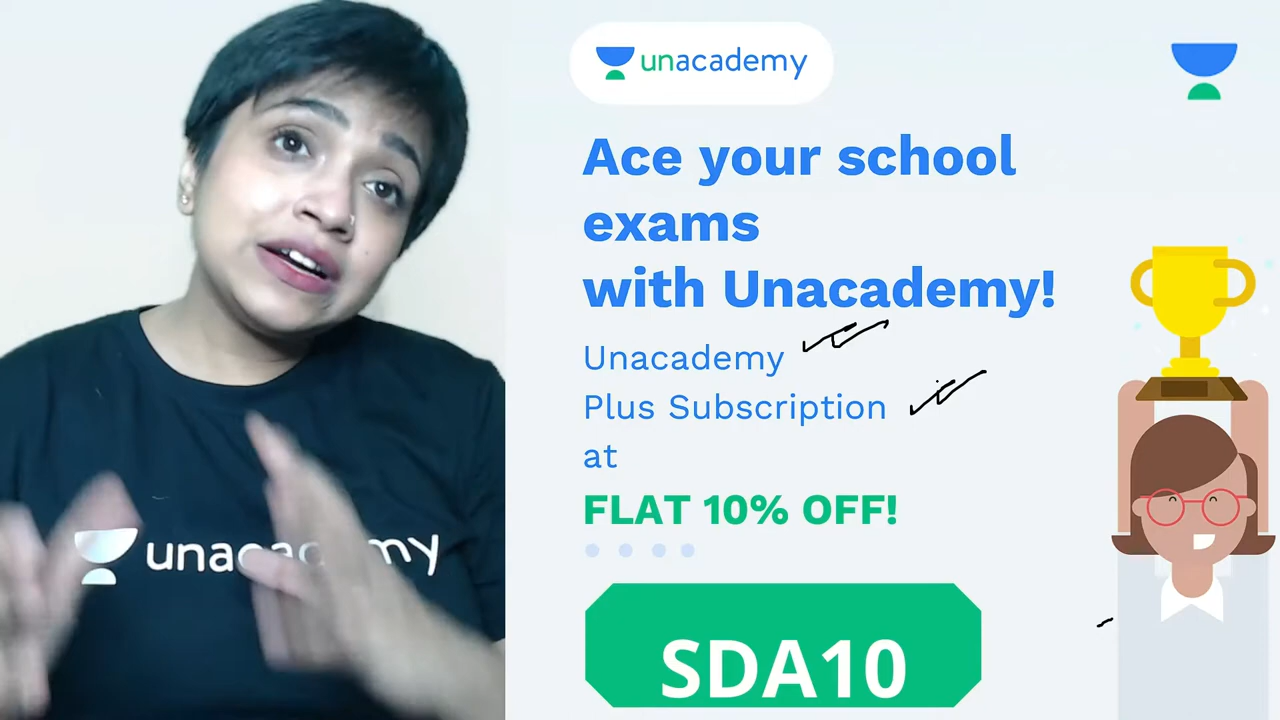 unacademy
Ace your school
exams
with Unacademy!
Unacademy
Plus Subscription
at
FLAT 10% OFF!
SDA10
unacademy